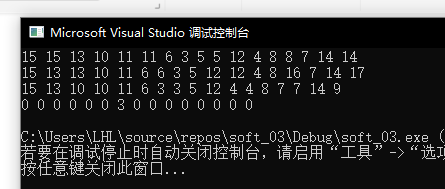 Microsoft Visual Studio 调试控制台
15 15 13 10 11 11 6 3 5 5 12 4 8 8 7 14 14
15 13 13 10 11 6 6 3 5 12 12 4 8 16 7 14 17
15 13 10 10 11 6 3 3 5 12 4 4 8 7 7 14 9
0 0 0 0 0 0 3 0 0 0 0 0 0 0 0 0
C:\Users\LHL\source\repos\soft_03\Debug\soft_03.exe (
若要在调试停止时自动关闭控制台，请启用“工具”->“选项
按任意键关闭此窗口...